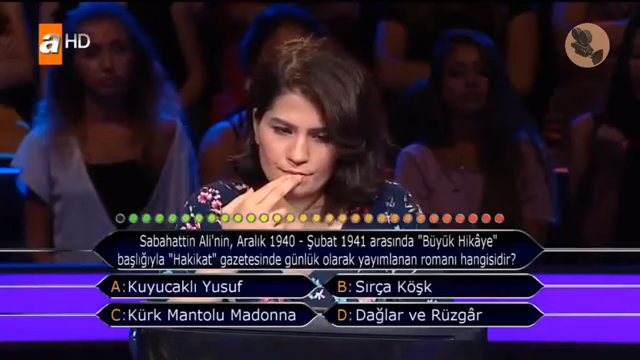 a HD
Sabahattin Ali'nin, Aralık 1940 - Şubat 1941 arasında "Büyük Hikâye"
başlığıyla "Hakikat" gazetesinde günlük olarak yayımlanan romanı hangisidir?
A: Kuyucaklı Yusuf
B: Sırça Köşk
C: Kürk Mantolu Madonna
D: Dağlar ve Rüzgâr